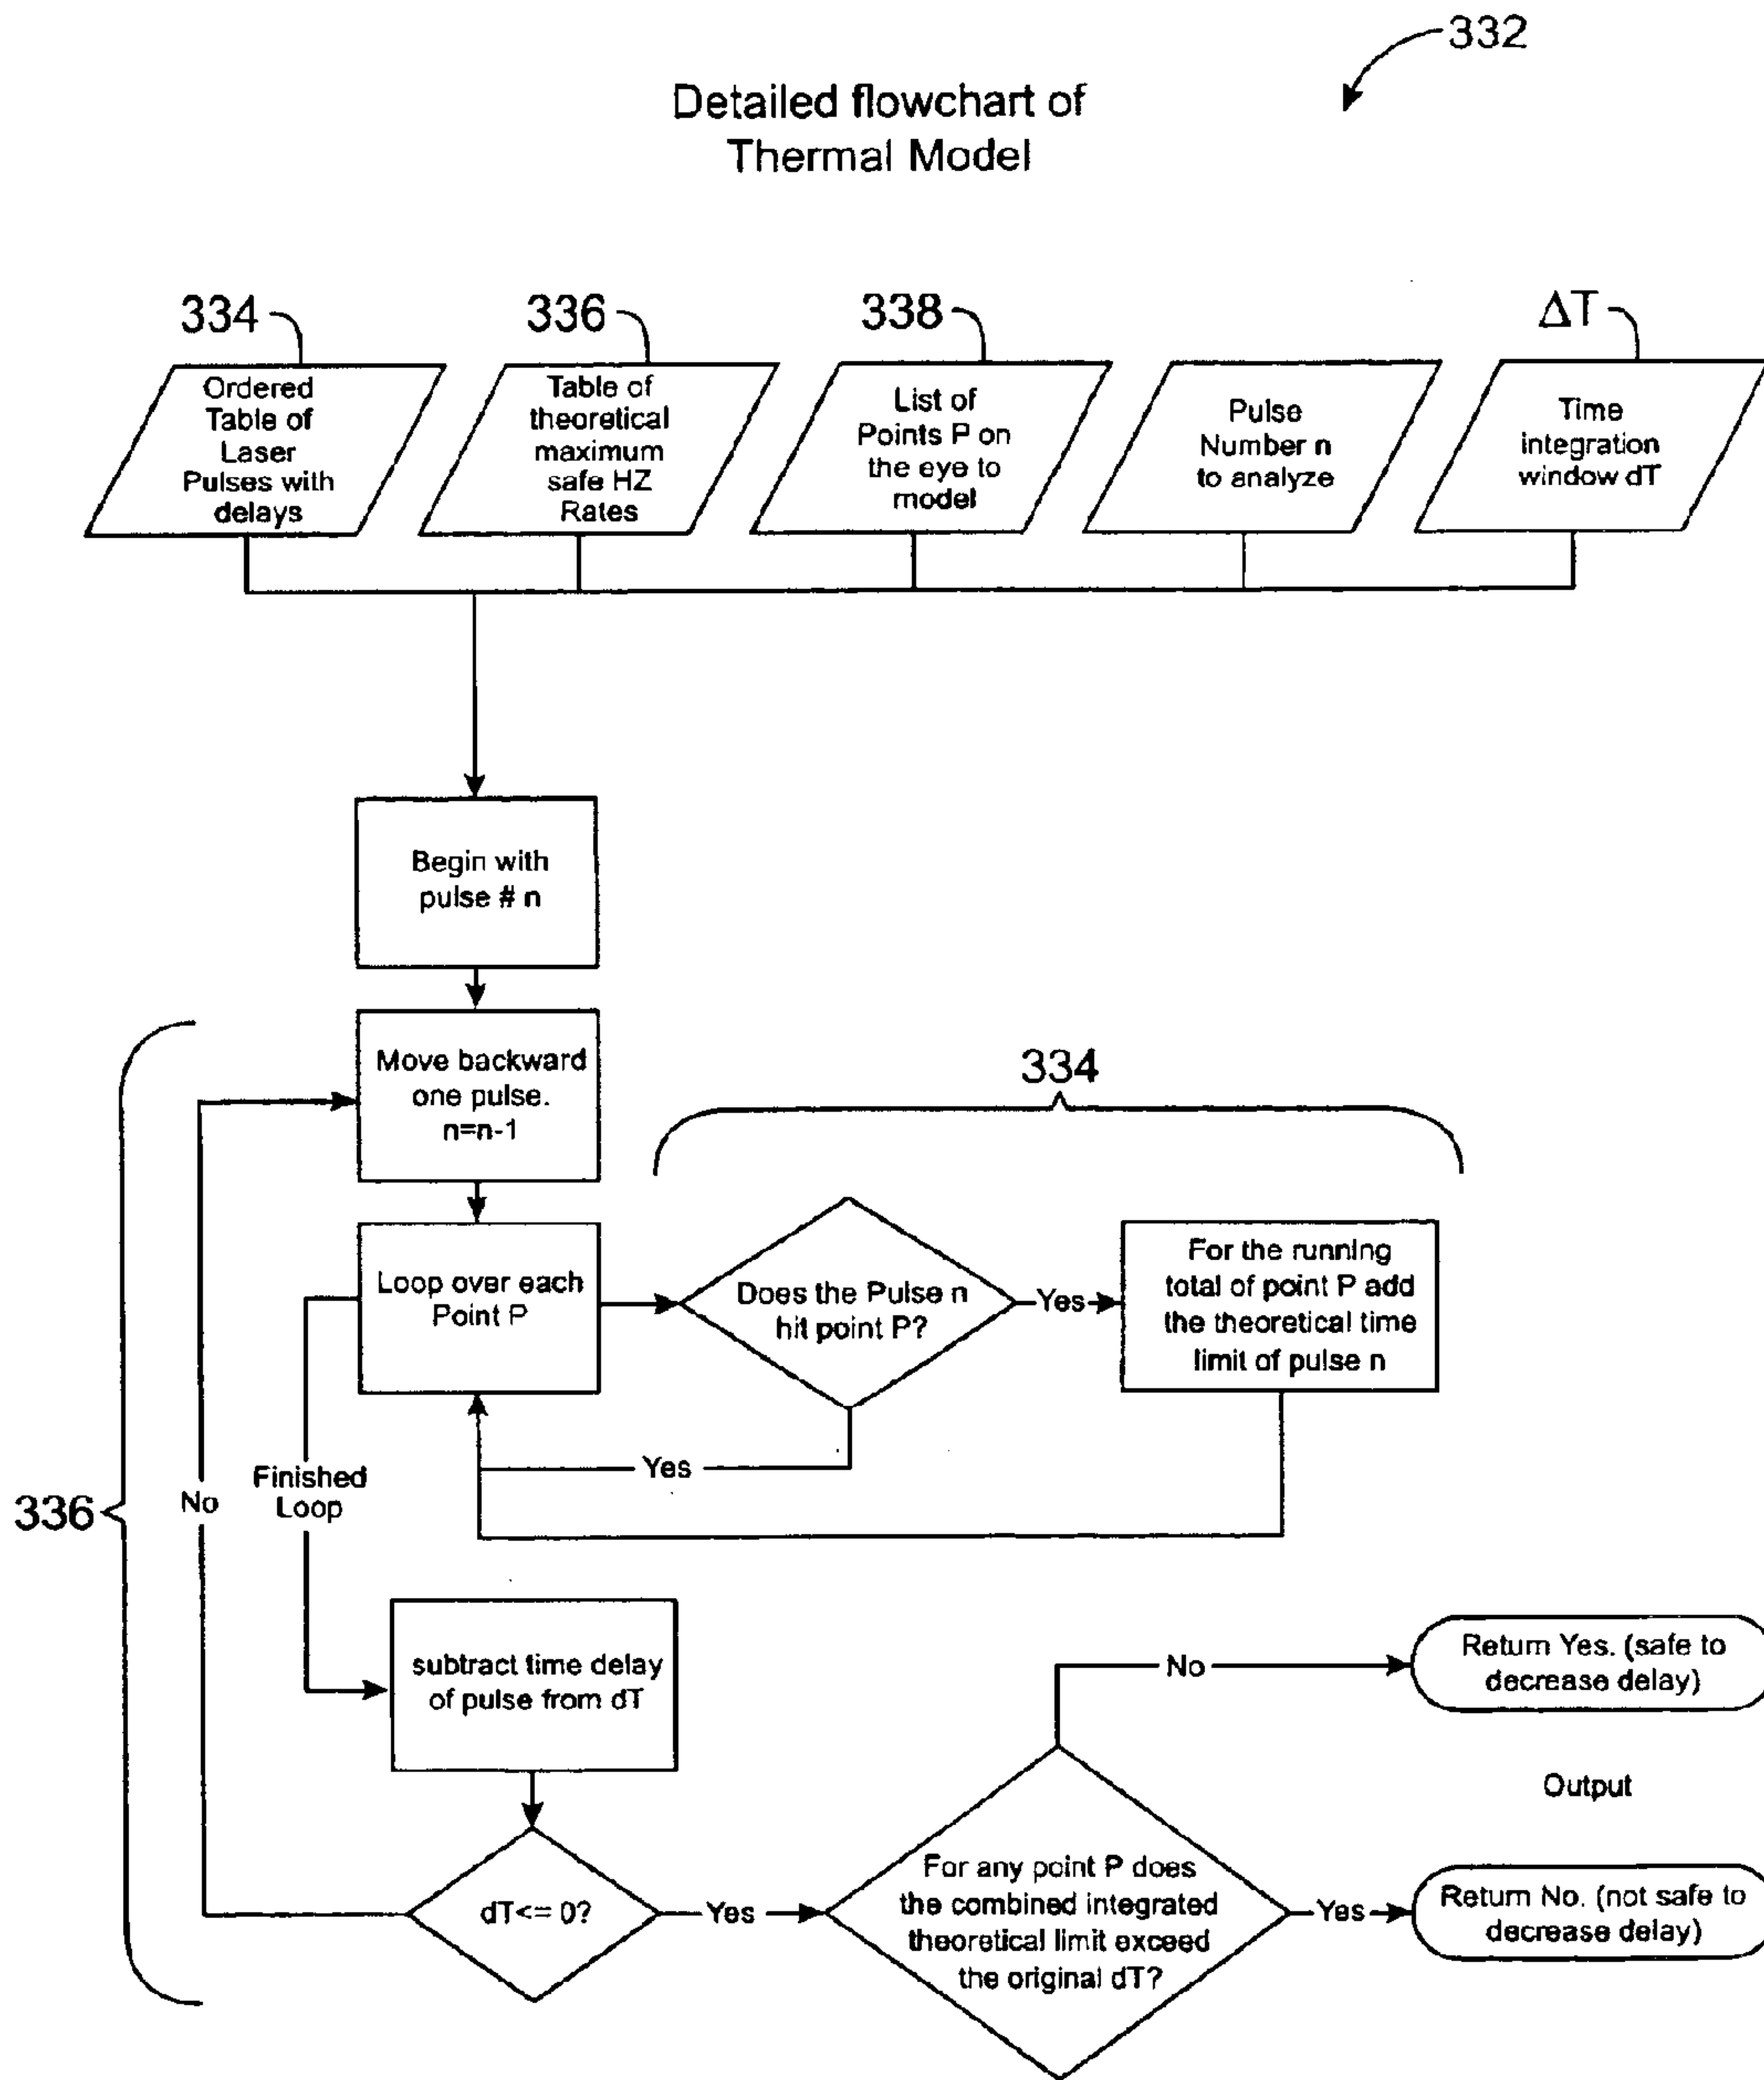 332
Detailed flowchart of
Thermal Model
334
336
338
ΔT
Ordered
Table of
Laser
Pulses with
delays
Table of
theoretical
maximum
safe HZ
Rates
List of
Points P on
the eye to
model
Pulse
Number n
to analyze
Time
integration
window dT
Begin with
pulse # n
Move backward
one pulse.
n=n-1
334
Loop over each
Point P
Does the Pulse n
hit point P?
Yes
For the running
total of point P add
the theoretical time
limit of pulse n
Yes
Finished
Loop
No
336
subtract time delay
of pulse from dT
dT<= 0?
Yes
For any point P does
the combined integrated
theoretical limit exceed
the original dT?
No
Return Yes. (safe to
decrease delay)
Output
Yes
Return No. (not safe to
decrease delay)